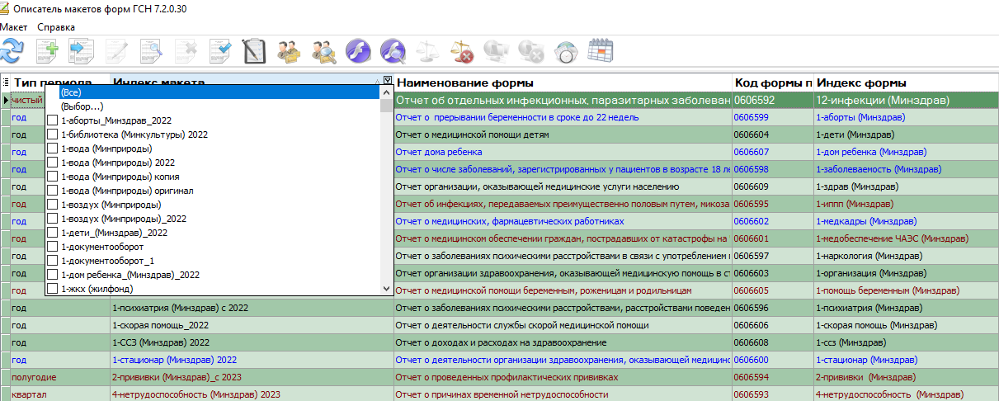 Описатель макетов форм ГСН 7.2.0.30
Макет Справка
Тип периода Индекс макета Наименование формы Код формы п Индекс формы
(Все)
(Выбор...)
1-аборты_Минздрав_2022
1-библиотека (Минкультуры) 2022
1-вода (Минприроды)
1-вода (Минприроды) 2022
1-вода (Минприроды) копия
1-вода (Минприроды) оригинал
1-воздух (Минприроды)
1-воздух (Минприроды)_2022
1-дети_(Минздрав)_2022
1-документооборот
1-документооборот_1
1-дом ребенка_(Минздрав)_2022
1-жкх (жилфонд)
чистый Отчет об отдельных инфекционных, паразитарных заболеван 0606592 12-инфекции (Минздрав)
год Отчет о прерывании беременности в сроке до 22 недель 0606599 1-аборты (Минздрав)
год Отчет о медицинской помощи детям 0606604 1-дети (Минздрав)
год Отчет дома ребенка 0606607 1-дом ребенка (Минздрав)
год Отчет о числе заболеваний, зарегистрированных у пациентов в возрасте 18 ле 0606598 1-заболеваемость (Минздрав)
год Отчет организации, оказывающей медицинские услуги населению 0606609 1-здрав (Минздрав)
год Отчет об инфекциях, передаваемых преимущественно половым путем, микоза 0606595 1-иппп (Минздрав)
год Отчет о медицинских, фармацевтических работниках 0606602 1-медкадры (Минздрав)
год Отчет о медицинском обеспечении граждан, пострадавших от катастрофы на 0606601 1-медобеспечение ЧАЭС (Минздрав)
год Отчет о заболеваниях психическими расстройствами в связи с употреблением 0606597 1-наркология (Минздрав)
год Отчет организации здравоохранения, оказывающей медицинскую помощь в ст 0606603 1-организация (Минздрав)
год Отчет о медицинской помощи беременным, роженицам и родильницам 0606605 1-помощь беременным (Минздрав)
год 1-психиатрия (Минздрав) с 2022 Отчет о заболеваниях психическими расстройствами, расстройствами поведен 0606596 1-психиатрия (Минздрав)
год 1-скорая помощь_2022 Отчет о деятельности службы скорой медицинской помощи 0606606 1-скорая помощь (Минздрав)
год 1-ССЗ (Минздрав) 2022 Отчет о доходах и расходах на здравоохранение 0606608 1-ссз (Минздрав)
год 1-стационар (Минздрав) 2022 Отчет о деятельности организации здравоохранения, оказывающей медицинс 0606600 1-стационар (Минздрав)
полугодие 2-прививки (Минздрав)_с 2023 Отчет о проведенных профилактических прививках 0606594 2-прививки (Минздрав)
квартал 4-нетрудоспособность (Минздрав) 2023 Отчет о причинах временной нетрудоспособности 0606593 4-нетрудоспособность (Минздрав)